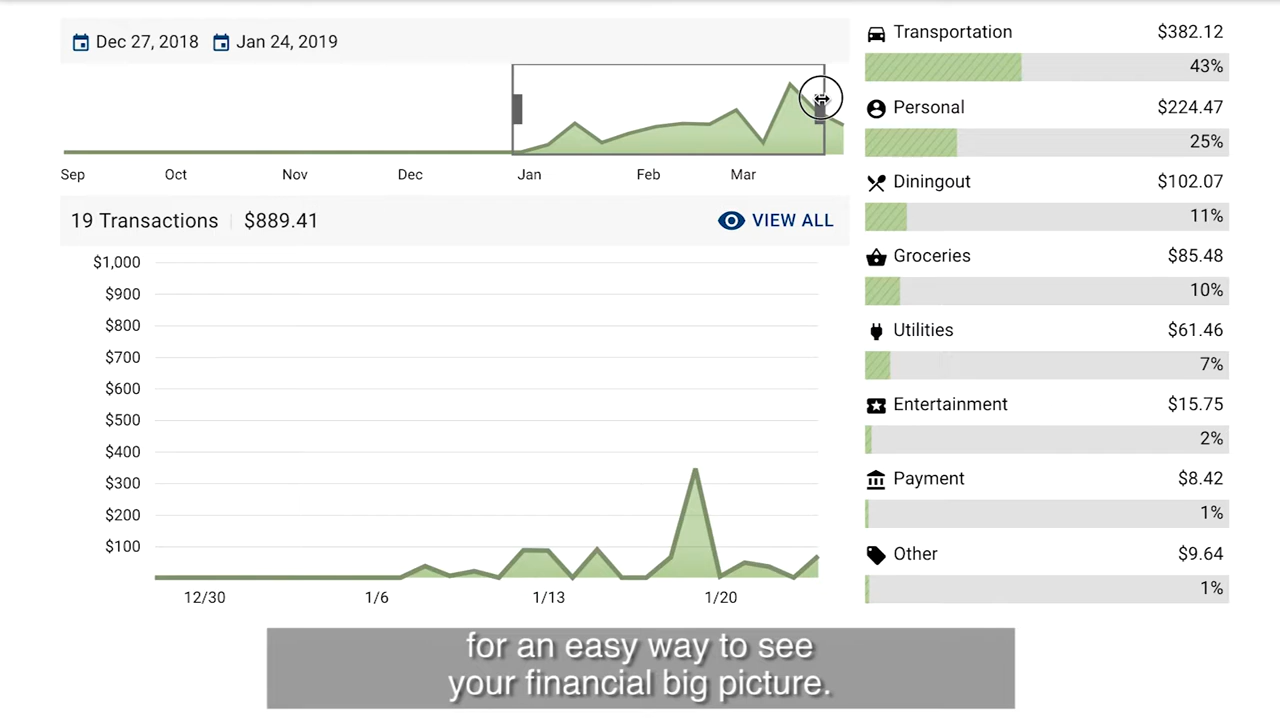 Dec 27, 2018 Jan 24, 2019
Sep Oct Nov Dec Jan Feb Mar
19 Transactions $889.41 VIEW ALL
$1,000
$900
$800
$700
$600
$500
$400
$300
$200
$100
12/30 1/6 1/13 1/20
Transportation $382.12
43%
Personal $224.47
25%
Diningout $102.07
11%
Groceries $85.48
10%
Utilities $61.46
7%
Entertainment $15.75
2%
Payment $8.42
1%
Other $9.64
1%
for an easy way to see
your financial big picture.